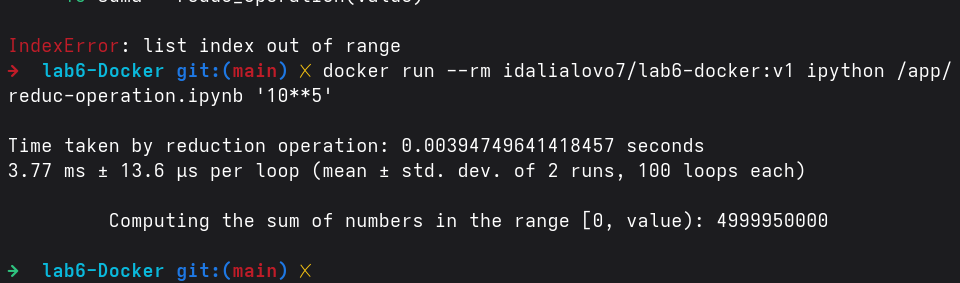 reduc_operation(value)
IndexError: list index out of range
→ lab6-Docker git:(main) ✗ docker run --rm idalialovo7/lab6-docker:v1 ipython /app/
reduc-operation.ipynb '10**5'
Time taken by reduction operation: 0.00394749641418457 seconds
3.77 ms ± 13.6 µs per loop (mean ± std. dev. of 2 runs, 100 loops each)
Computing the sum of numbers in the range [0, value): 4999950000
→ lab6-Docker git:(main) ✗